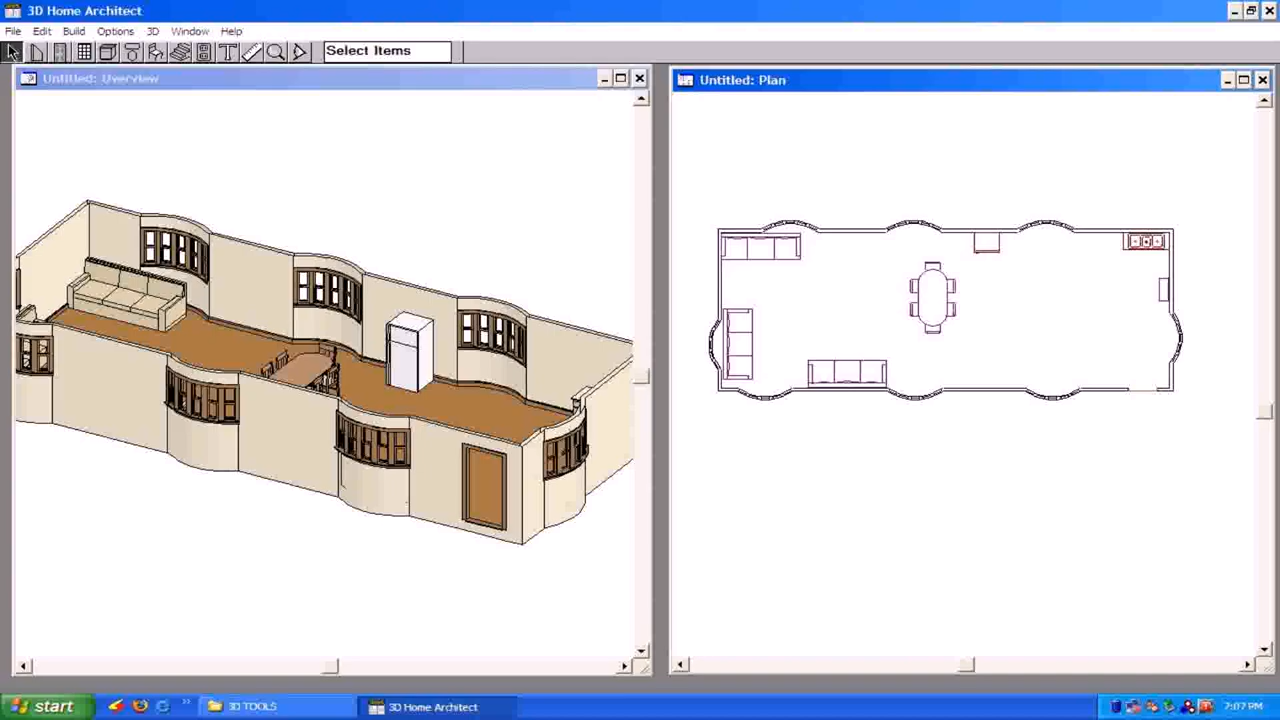 3D Home Architect
File Edit Build Options 3D Window Help
Select Items
Untitled: Overview
Untitled: Plan
start
3D TOOLS
3D Home Architect
7:07 PM